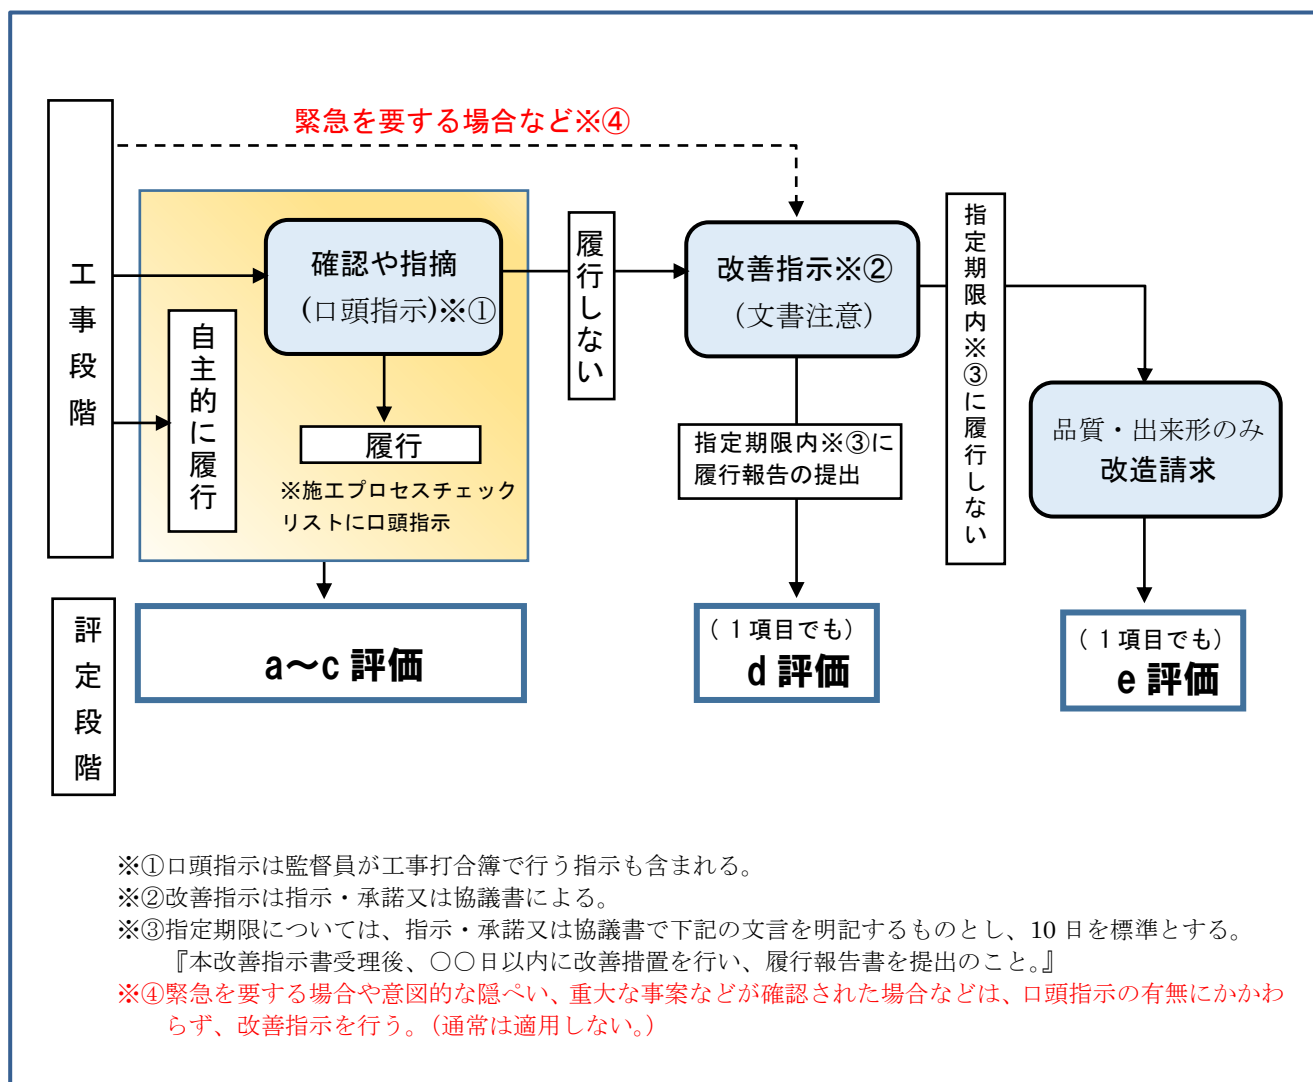 緊急を要する場合など※④
工事段階
確認や指摘
(口頭指示)※①
自主的に履行
履行
※施工プロセスチェック
リストに口頭指示
履行しない
改善指示※②
（文書注意）
指定期限内※③に
履行報告の提出
指定期限内※③に履行しない
品質・出来形のみ
改造請求
評定段階
a～c 評価
(１項目でも)
d 評価
(１項目でも)
e 評価
※①口頭指示は監督員が工事打合簿で行う指示も含まれる。
※②改善指示は指示・承諾又は協議書による。
※③指定期限については、指示・承諾又は協議書で下記の文言を明記するものとし、10 日を標準とする。
『本改善指示書受理後、○○日以内に改善措置を行い、履行報告書を提出のこと。』
※④緊急を要する場合や意図的な隠ぺい、重大な事案などが確認された場合などは、口頭指示の有無にかかわ
らず、改善指示を行う。（通常は適用しない。）